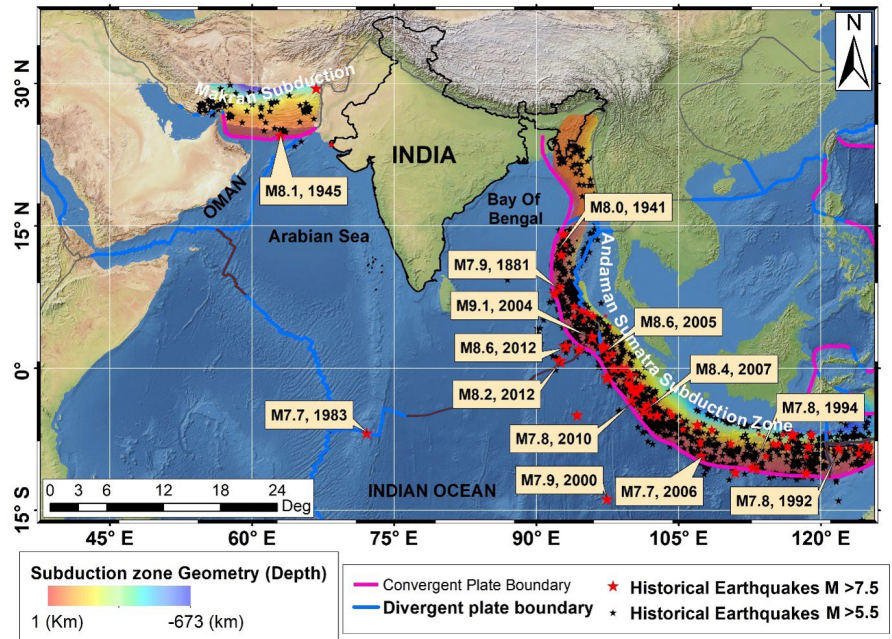 N
30° N
15° N
0°
15° S
45° E
60° E
75° E
90° E
105° E
120° E
Makran Subduction
M8.1, 1945
OMAN
Arabian Sea
INDIA
Bay Of
Bengal
M8.0, 1941
M7.9, 1881
M9.1, 2004
M8.6, 2012
M8.2, 2012
M8.6, 2005
M8.4, 2007
Andaman Sumatra Subduction Zone
M7.7, 1983
M7.8, 2010
M7.8, 1994
M7.9, 2000
M7.7, 2006
M7.8, 1992
INDIAN OCEAN
0 3 6 12 18 24
Deg
Subduction zone Geometry (Depth)
1 (Km) -673 (km)
Convergent Plate Boundary
Divergent plate boundary
Historical Earthquakes M >7.5
Historical Earthquakes M >5.5